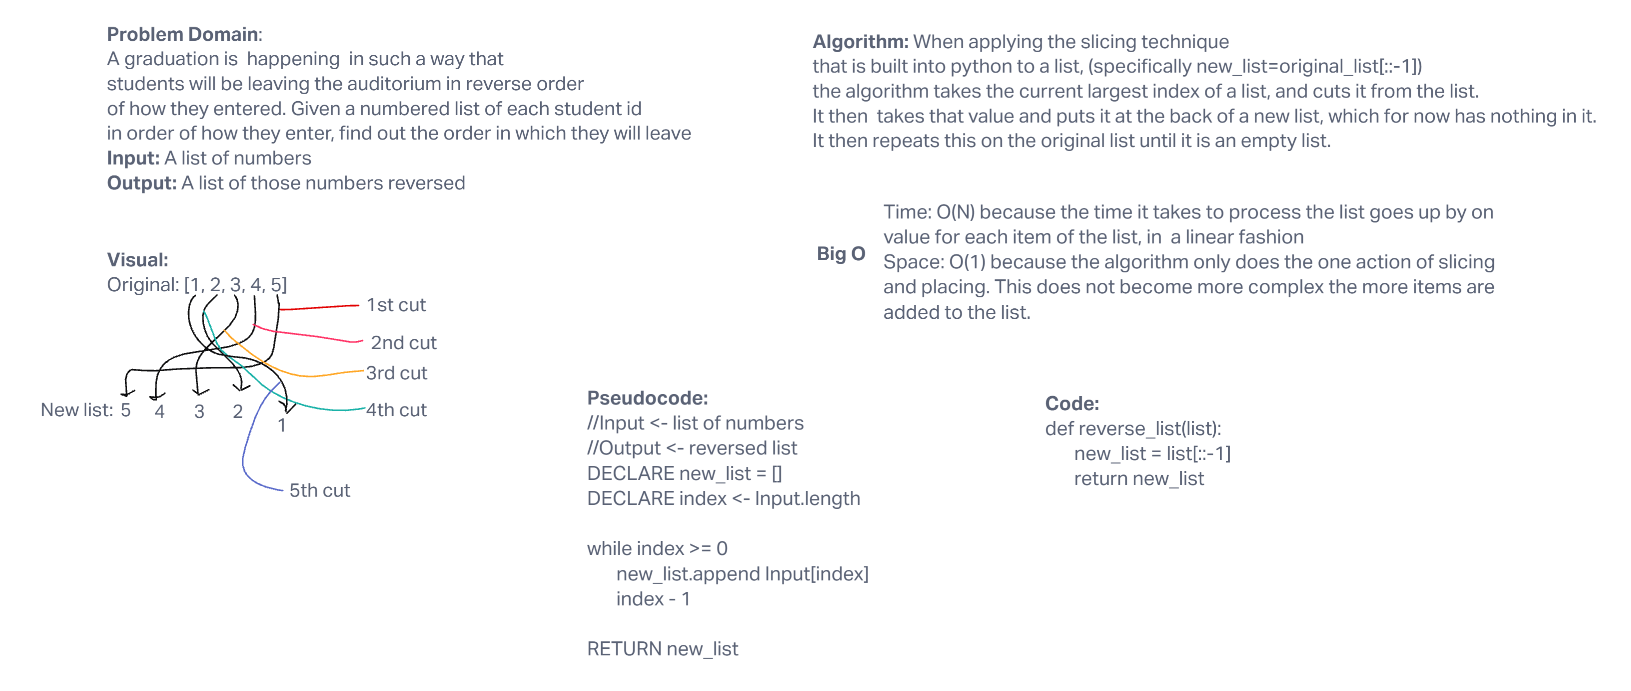 Problem Domain:
A graduation is happening in such a way that
students will be leaving the auditorium in reverse order
of how they entered. Given a numbered list of each student id
in order of how they enter, find out the order in which they will leave
Input: A list of numbers
Output: A list of those numbers reversed
Algorithm: When applying the slicing technique
that is built into python to a list, (specifically new_list=original_list[::-1])
the algorithm takes the current largest index of a list, and cuts it from the list.
It then takes that value and puts it at the back of a new list, which for now has nothing in it.
It then repeats this on the original list until it is an empty list.
Big O
Time: O(N) because the time it takes to process the list goes up by on
value for each item of the list, in a linear fashion
Space: O(1) because the algorithm only does the one action of slicing
and placing. This does not become more complex the more items are
added to the list.
Visual:
Original: [1, 2, 3, 4, 5]
1st cut
2nd cut
3rd cut
4th cut
New list: 5 4 3 2 1
5th cut
Pseudocode:
//Input <- list of numbers
//Output <- reversed list
DECLARE new_list = []
DECLARE index <- Input.length
while index >= 0
new_list.append Input[index]
index - 1
RETURN new_list
Code:
def reverse_list(list):
new_list = list[::-1]
return new_list